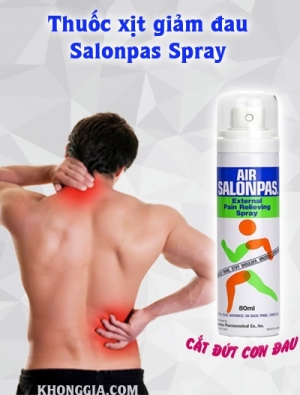 Thuốc xịt giảm đau
Salonpas Spray
AIR
SALONPAS
External
Pain Relieving
Spray
80ml
CẮT ĐỨT CƠN ĐAU
KHONGGIA.COM